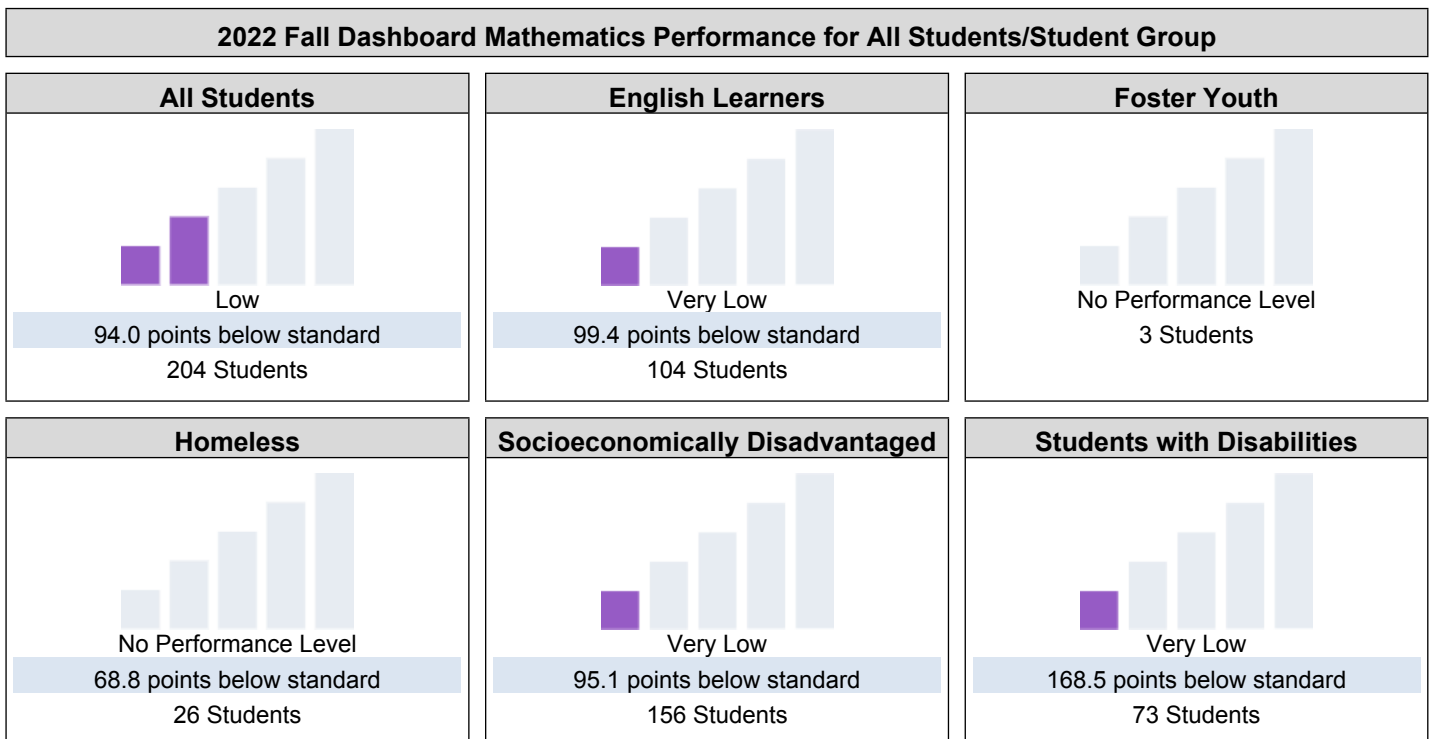 2022 Fall Dashboard Mathematics Performance for All Students/Student Group
All Students
Low
94.0 points below standard
204 Students
English Learners
Very Low
99.4 points below standard
104 Students
Foster Youth
No Performance Level
3 Students
Homeless
No Performance Level
68.8 points below standard
26 Students
Socioeconomically Disadvantaged
Very Low
95.1 points below standard
156 Students
Students with Disabilities
Very Low
168.5 points below standard
73 Students